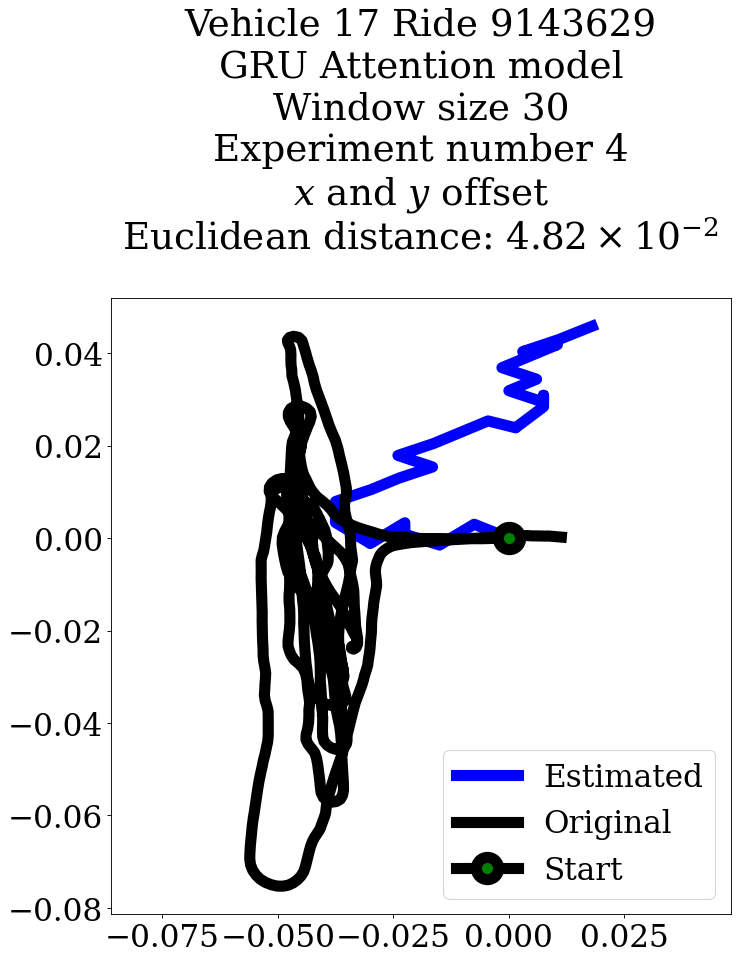 Vehicle 17 Ride 9143629
GRU Attention model
Window size 30
Experiment number 4
x and y offset
Euclidean distance: 4.82 × 10⁻²
0.04
0.02
0.00
−0.02
−0.04
−0.06
−0.08
Estimated
Original
Start
−0.075 −0.050 −0.025 0.000 0.025